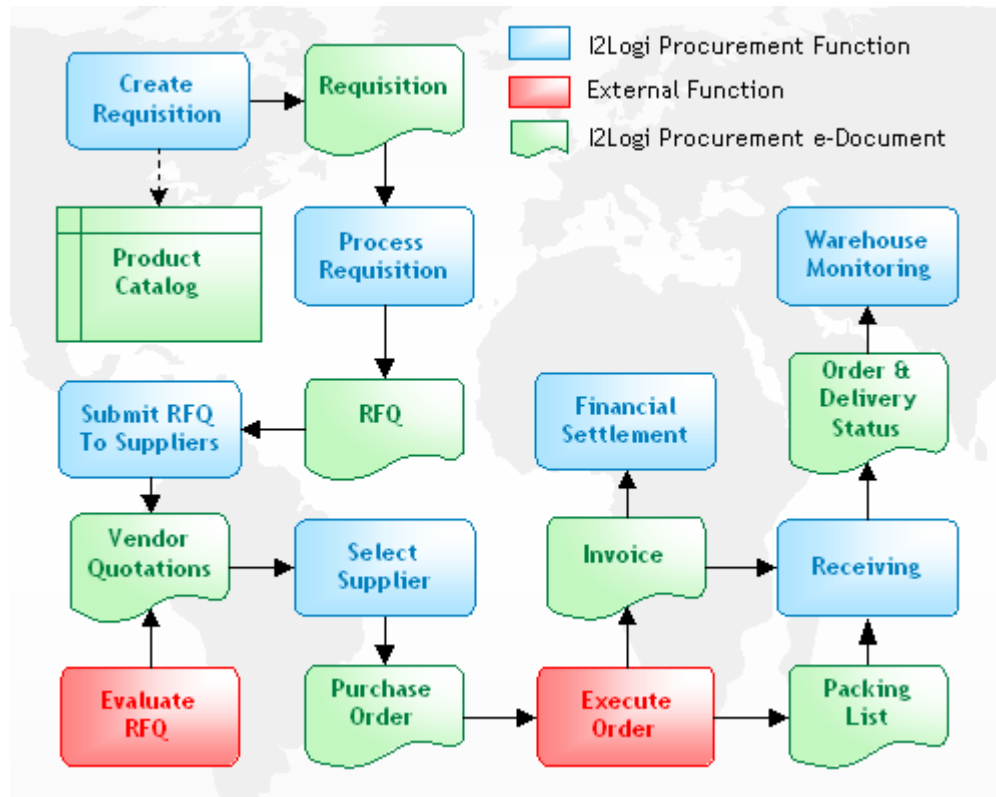 I2Logi Procurement Function
External Function
I2Logi Procurement e-Document
Create
Requisition
Requisition
Product
Catalog
Process
Requisition
Warehouse
Monitoring
Submit RFQ
To Suppliers
RFQ
Financial
Settlement
Order &
Delivery
Status
Vendor
Quotations
Select
Supplier
Invoice
Receiving
Evaluate
RFQ
Purchase
Order
Execute
Order
Packing
List